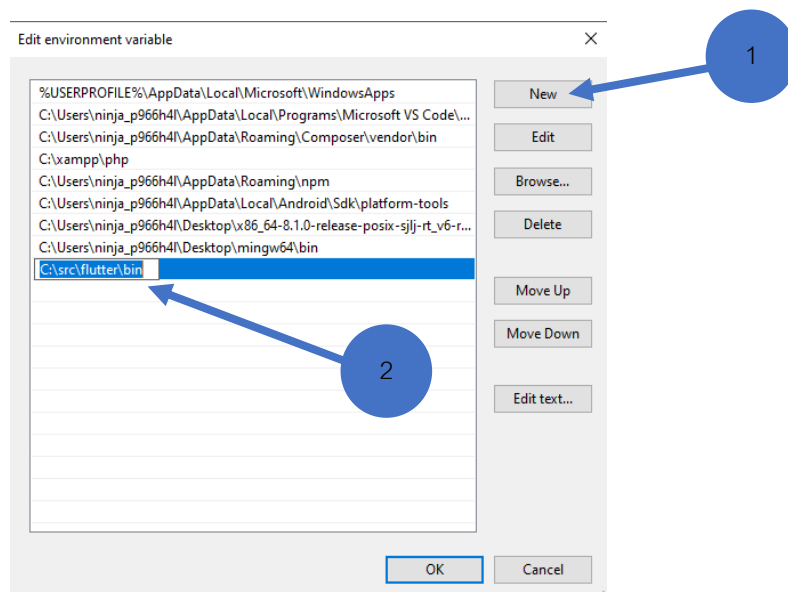 Edit environment variable
1
%USERPROFILE%\AppData\Local\Microsoft\WindowsApps
New
C:\Users\ninja_p966h4l\AppData\Local\Programs\Microsoft VS Code\...
C:\Users\ninja_p966h4l\AppData\Roaming\Composer\vendor\bin
Edit
C:\xampp\php
C:\Users\ninja_p966h4l\AppData\Roaming\npm
Browse...
C:\Users\ninja_p966h4l\AppData\Local\Android\Sdk\platform-tools
C:\Users\ninja_p966h4l\Desktop\x86_64-8.1.0-release-posix-sjlj-rt_v6-r...
Delete
C:\Users\ninja_p966h4l\Desktop\mingw64\bin
C:\src\flutter\bin
Move Up
Move Down
2
Edit text...
OK
Cancel